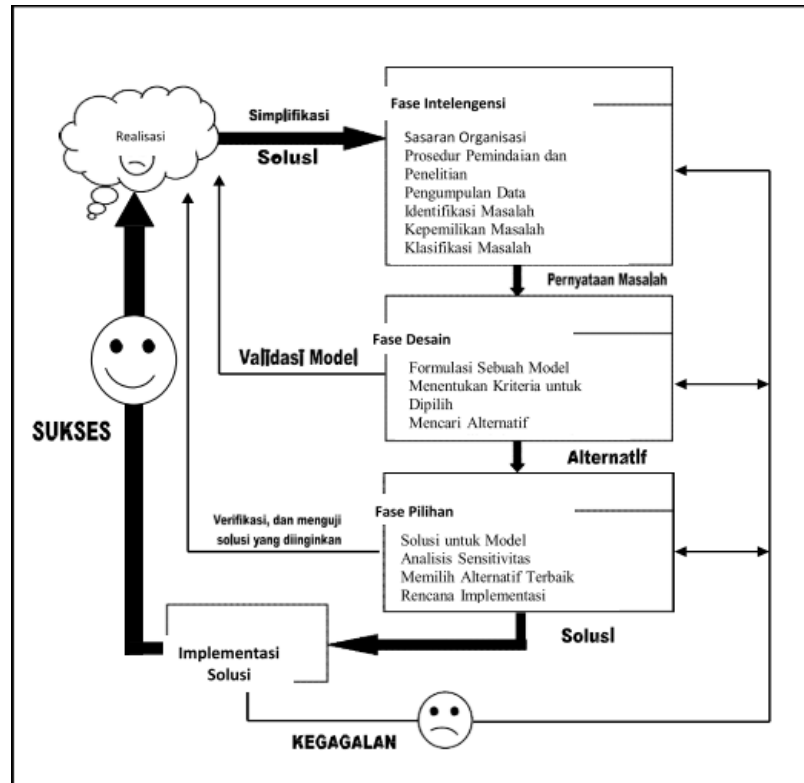 Realisasi
Simplifikasi
Solusi
Fase Intelengensi
Sasaran Organisasi
Prosedur Pemindaian dan
Penelitian
Pengumpulan Data
Identifikasi Masalah
Kepemilikan Masalah
Klasifikasi Masalah
Pernyataan Masalah
Fase Desain
Formulasi Sebuah Model
Menentukan Kriteria untuk
Dipilih
Mencari Alternatif
Validasi Model
SUKSES
Alternatif
Fase Pilihan
Solusi untuk Model
Analisis Sensitivitas
Memilih Alternatif Terbaik
Rencana Implementasi
Verifikasi, dan menguji
solusi yang diinginkan
Solusi
Implementasi
Solusi
KEGAGALAN